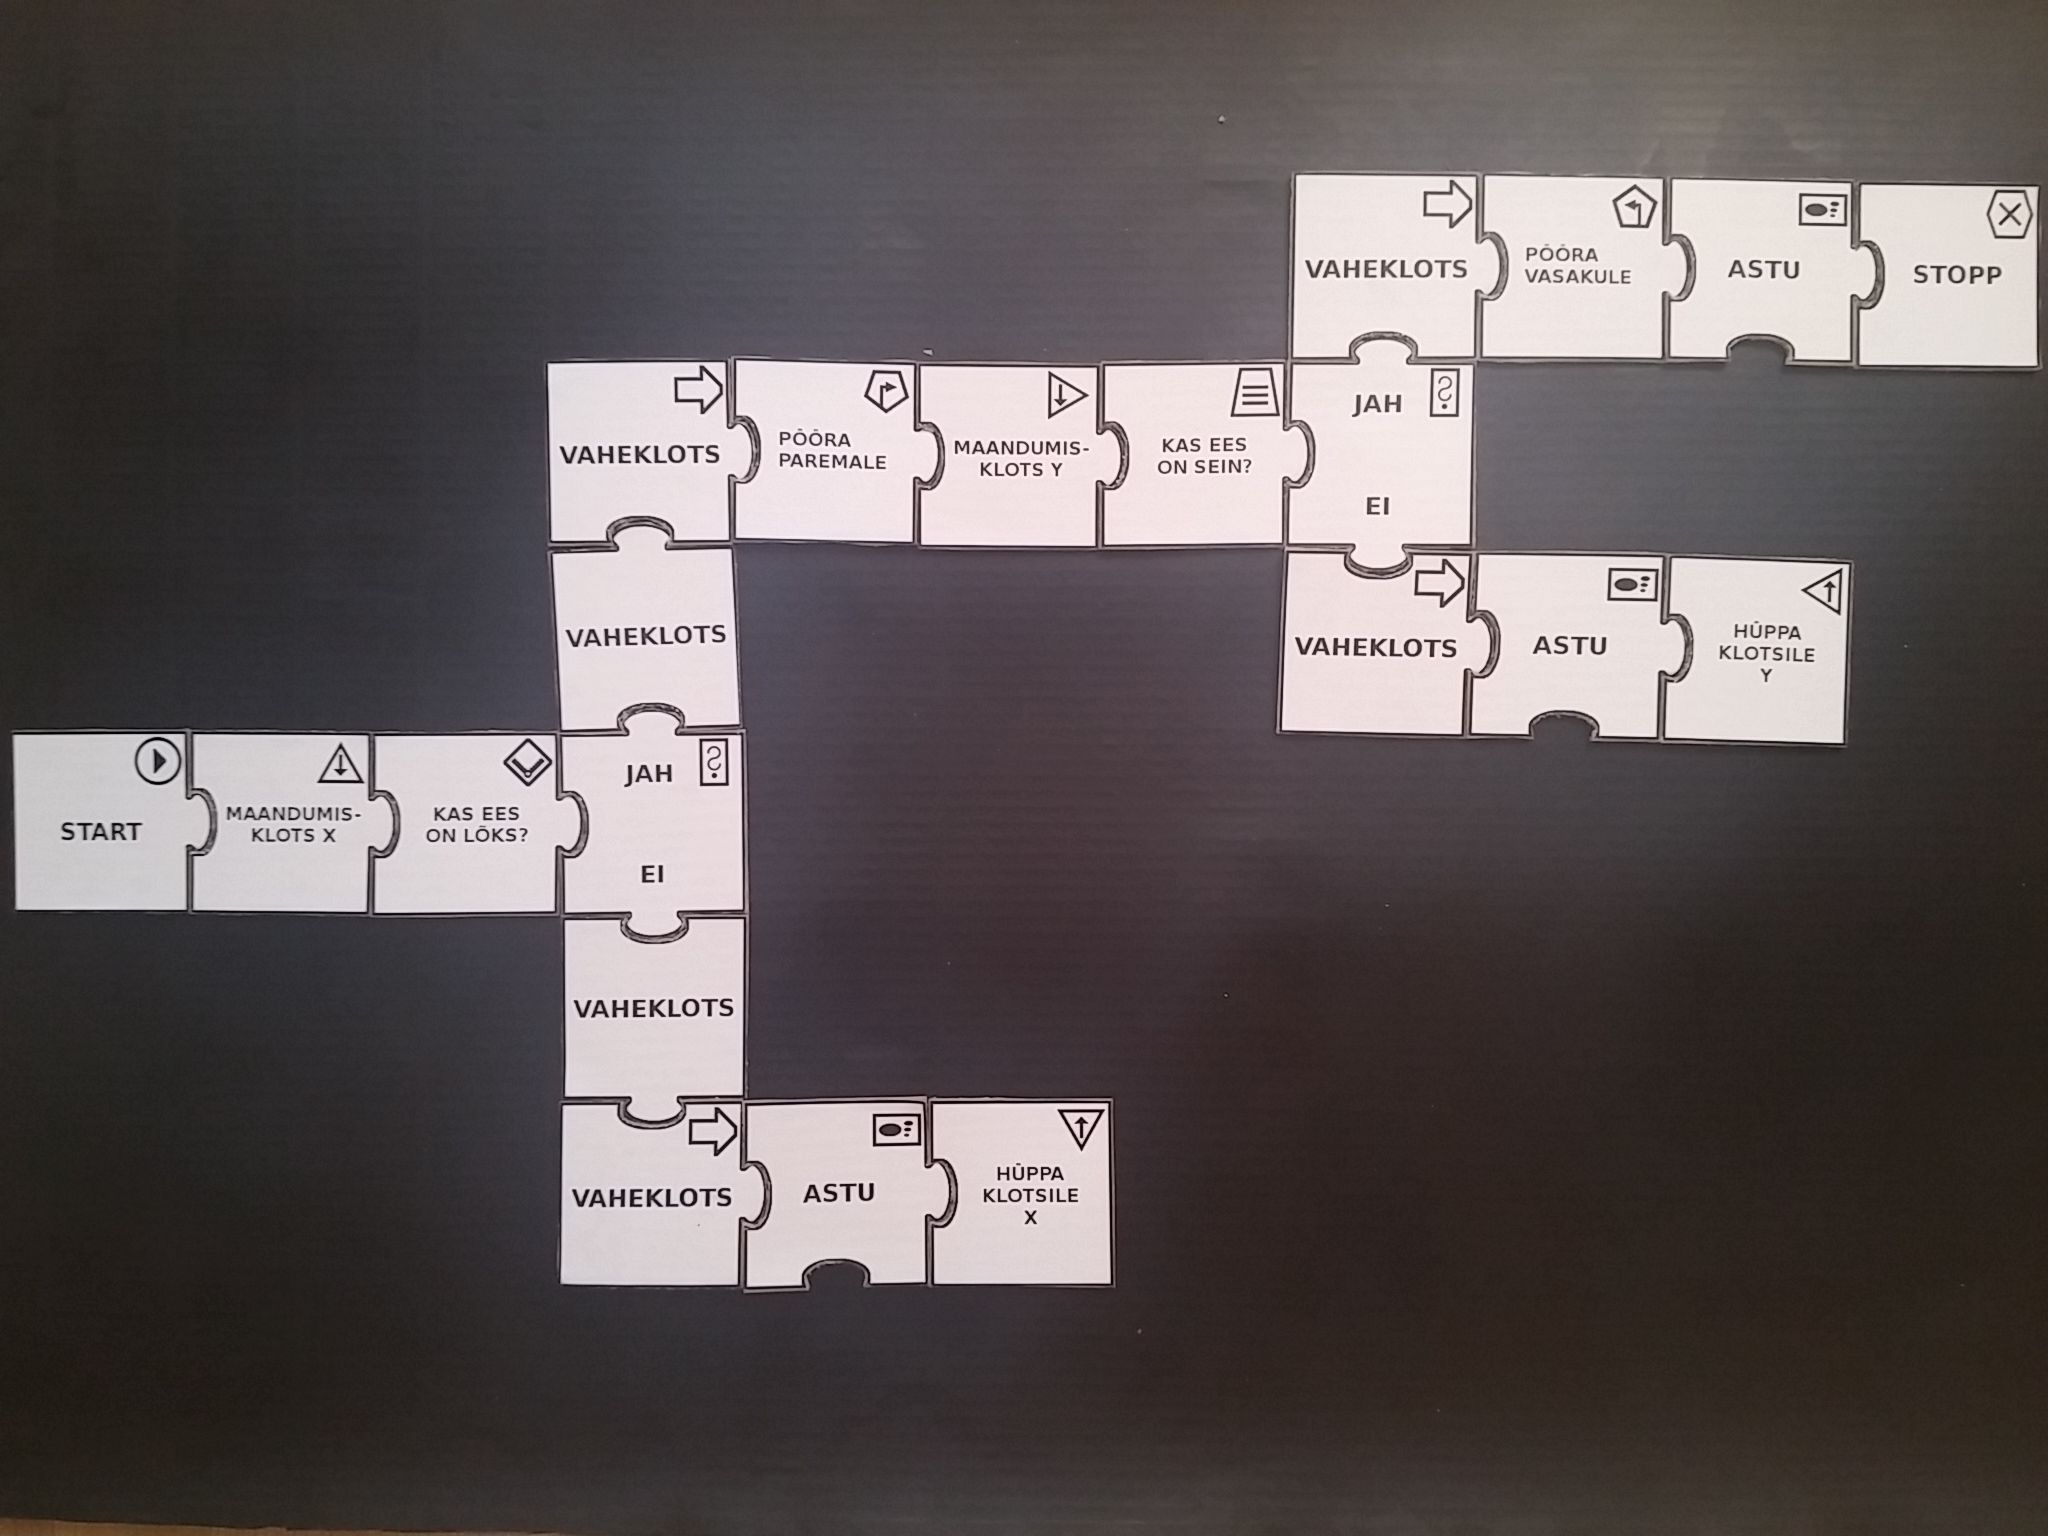 VAHEKLOTS
PÖÖRA
VASAKULE
ASTU
STOPP
VAHEKLOTS
PÖÖRA
PAREMALE
MAANDUMIS-
KLOTS Y
KAS EES
ON SEIN?
JAH
EI
VAHEKLOTS
VAHEKLOTS
ASTU
HÜPPA
KLOTSILE
Y
START
MAANDUMIS-
KLOTS X
KAS EES
ON LÕKS?
JAH
EI
VAHEKLOTS
VAHEKLOTS
ASTU
HÜPPA
KLOTSILE
X